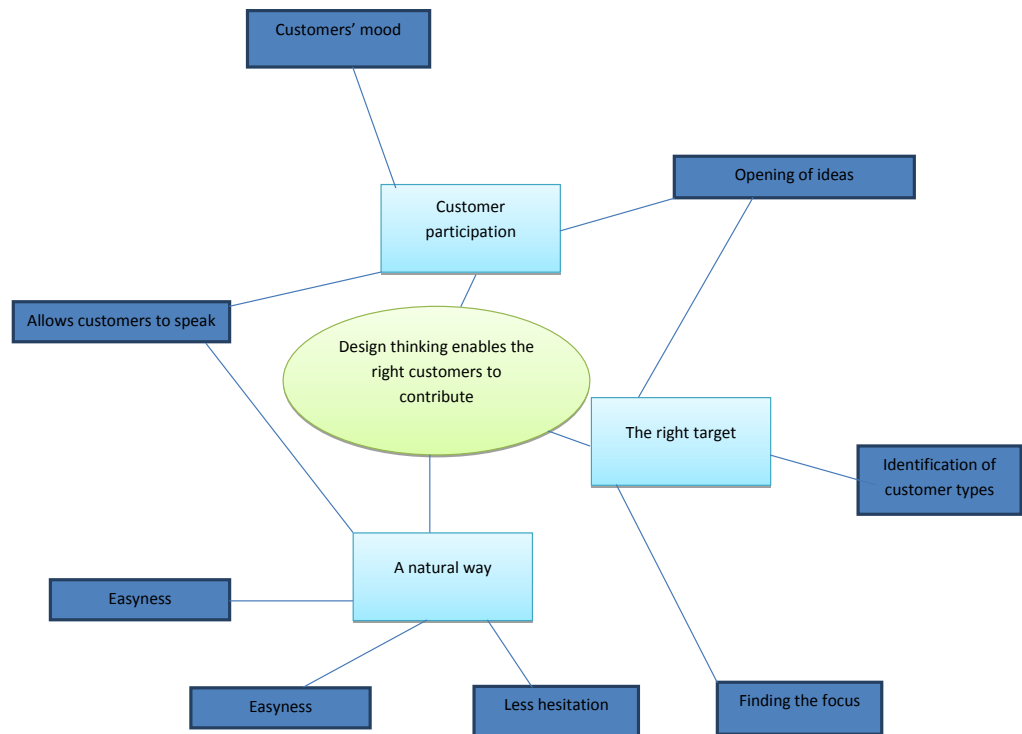 Customers’ mood
Opening of ideas
Customer
participation
Allows customers to speak
Design thinking enables the
right customers to
contribute
The right target
Identification of
customer types
A natural way
Easyness
Easyness
Less hesitation
Finding the focus